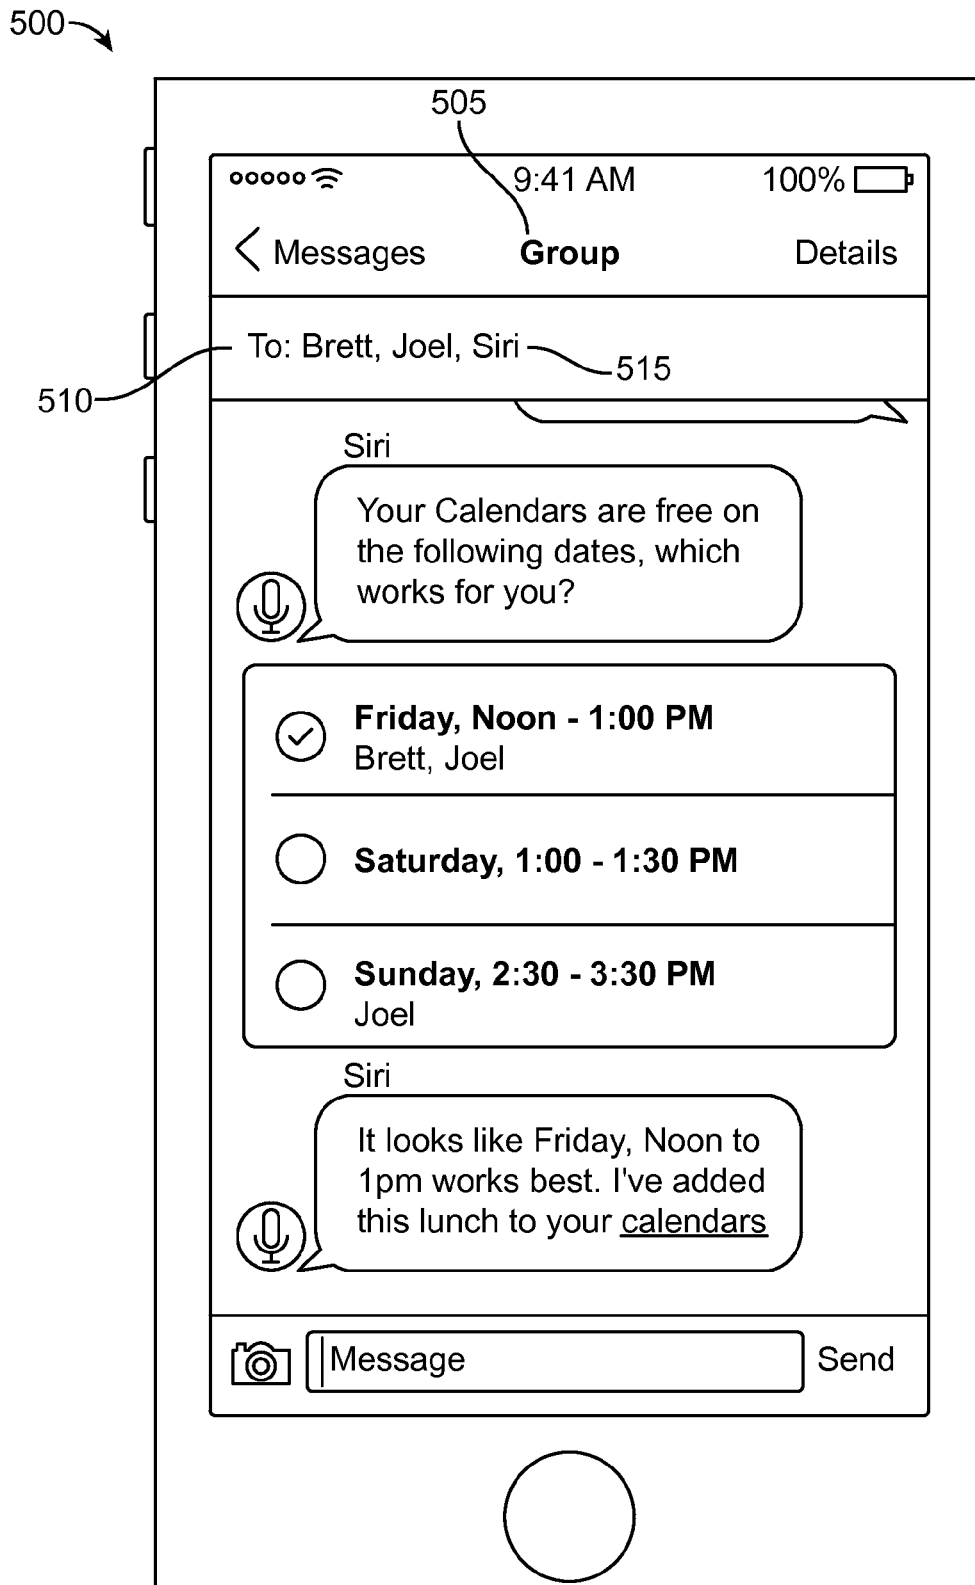 500
505
9:41 AM 100%
Messages Group Details
To: Brett, Joel, Siri
515
510
Siri
Your Calendars are free on
the following dates, which
works for you?
Friday, Noon - 1:00 PM
Brett, Joel
Saturday, 1:00 - 1:30 PM
Sunday, 2:30 - 3:30 PM
Joel
Siri
It looks like Friday, Noon to
1pm works best. I've added
this lunch to your calendars
Message Send